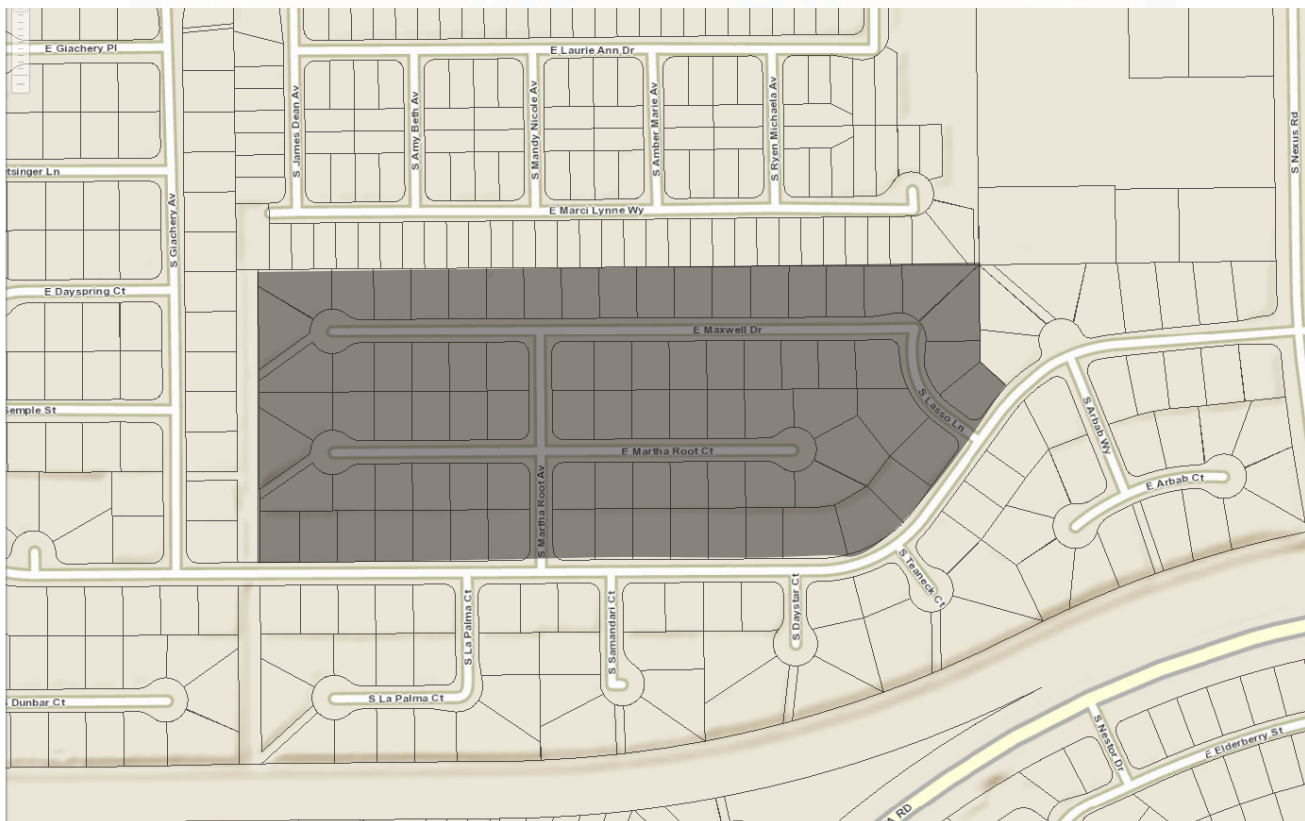 E Giachery Pl
E Laurie Ann Dr
S James Dean Av
S Amy Beth Av
S Mandy Nicole Av
S Amber Marie Av
S Ryen Michaela Av
S Nexus Rd
tsinger Ln
S Giachery Av
E Marci Lynne Wy
E Dayspring Ct
E Maxwell Dr
S Lasso Ln
Semple St
S Arbab Wy
E Martha Root Ct
S Martha Root Av
E Arbab Ct
S Teaneck Ct
S La Palma Ct
S Samandari Ct
S Daystar Ct
S La Palma Ct
Dunbar Ct
S Nestor Dr
E Elderberry St
A RD